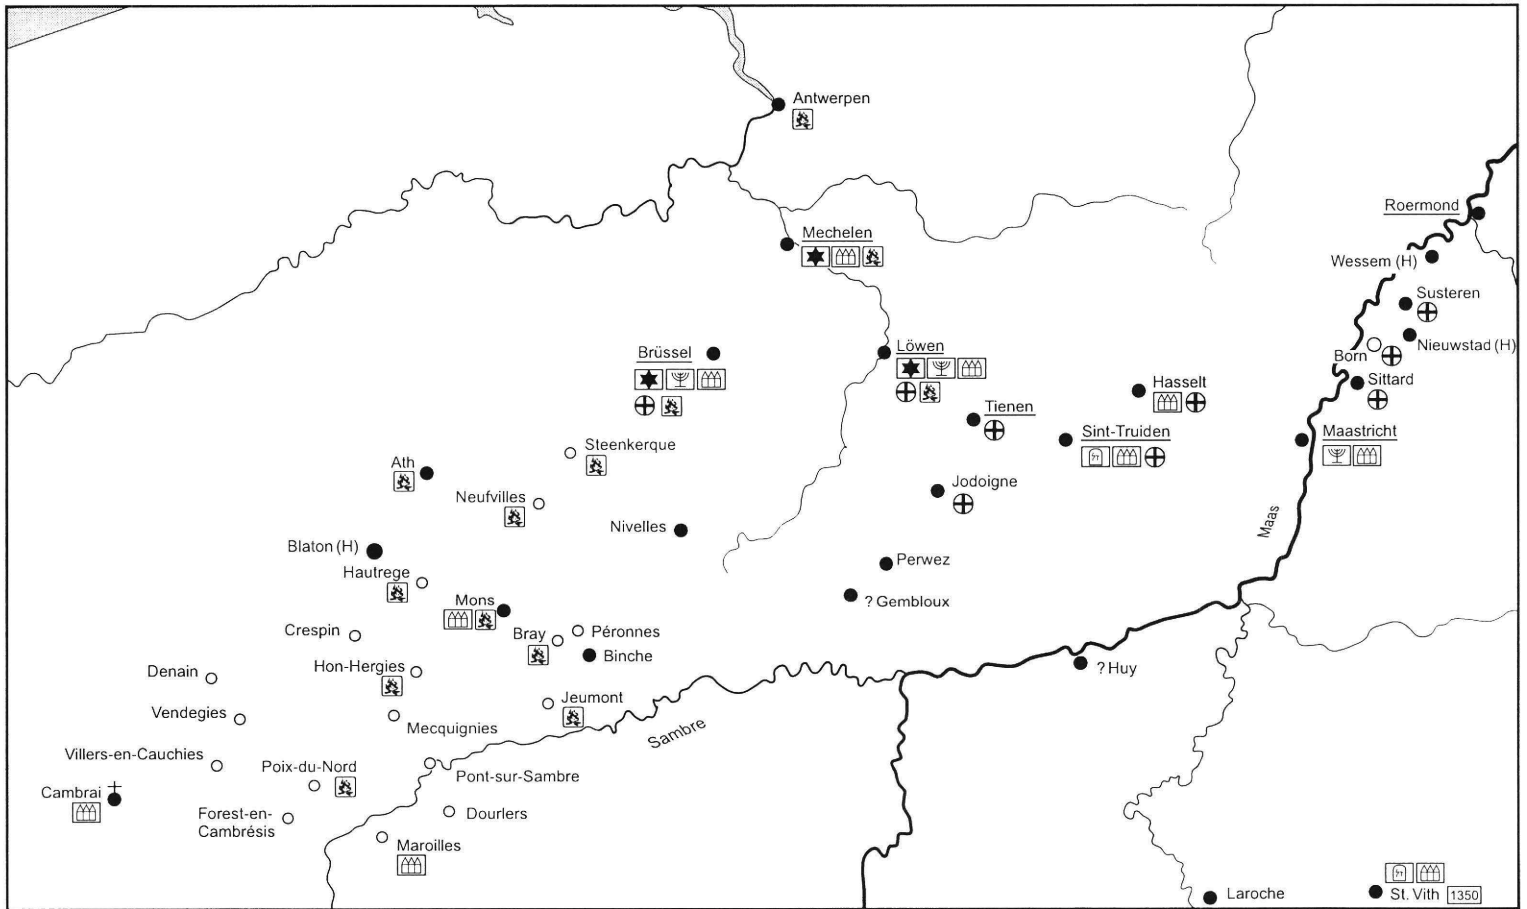 Antwerpen
Roermond
Mechelen
Wessem (H)
Susteren
Nieuwstad (H)
Born
Brüssel
Löwen
Sittard
Hasselt
Tienen
Sint-Truiden
Maastricht
Steenkerque
Ath
Neufvilles
Jodoigne
Nivelles
Maas
Blaton (H)
Perwez
Hautrege
? Gembloux
Mons
Crespin
Bray
Péronnes
Binche
Hon-Hergies
? Huy
Denain
Jeumont
Vendegies
Mecquignies
Sambre
Villers-en-Cauchies
Poix-du-Nord
Pont-sur-Sambre
Cambrai
Forest-en-
Cambrésis
Dourlers
Maroilles
Laroche
St. Vith 1350